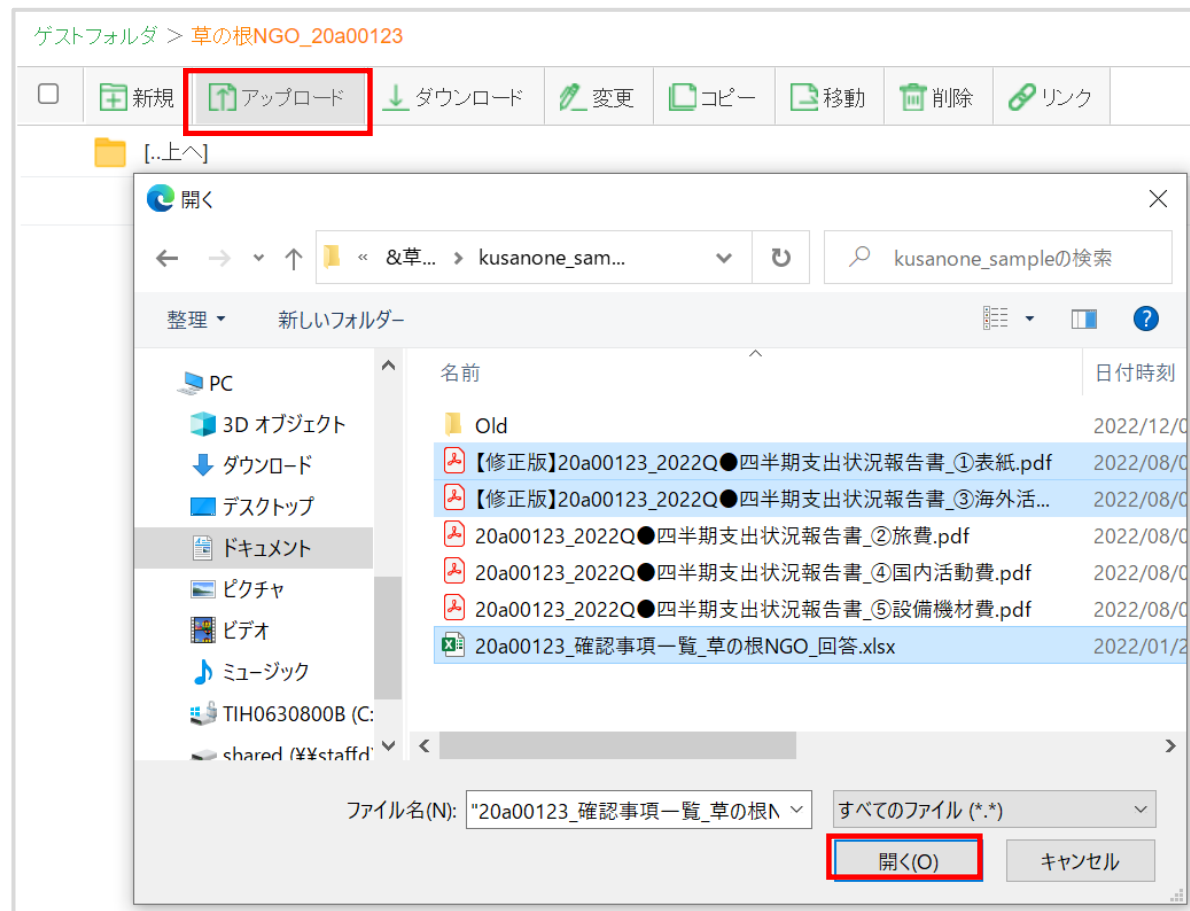 ゲストフォルダ > 草の根NGO_20a00123
新規 アップロード ダウンロード 変更 コピー 移動 削除 リンク
[..上へ]
開く
« &草... > kusanone_sam... kusanone_sampleの検索
整理 新しいフォルダー
PC
3D オブジェクト
ダウンロード
デスクトップ
ドキュメント
ピクチャ
ビデオ
ミュージック
TIH0630800B (C:
shared (¥¥staffd
名前 日付時刻
Old 2022/12/0
【修正版】20a00123_2022Q●四半期支出状況報告書_①表紙.pdf 2022/08/0
【修正版】20a00123_2022Q●四半期支出状況報告書_③海外活... 2022/08/0
20a00123_2022Q●四半期支出状況報告書_②旅費.pdf 2022/08/0
20a00123_2022Q●四半期支出状況報告書_④国内活動費.pdf 2022/08/0
20a00123_2022Q●四半期支出状況報告書_⑤設備機材費.pdf 2022/08/0
20a00123_確認事項一覧_草の根NGO_回答.xlsx 2022/01/2
ファイル名(N): "20a00123_確認事項一覧_草の根N すべてのファイル (*.*)
開く(O) キャンセル